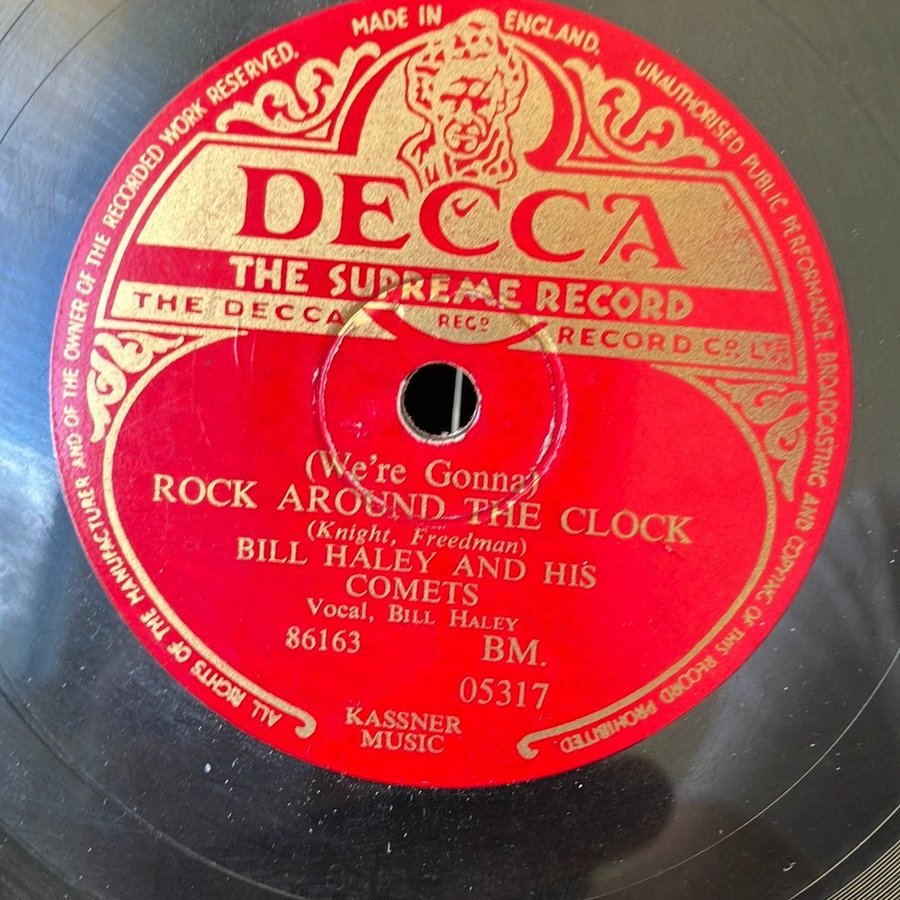 ALL RIGHTS OF THE MANUFACTURER AND OF THE OWNER OF THE RECORDED WORK RESERVED. MADE IN ENGLAND. UNAUTHORISED PUBLIC PERFORMANCE, BROADCASTING AND COPYING OF THIS RECORD PROHIBITED.
DECCA
THE SUPREME RECORD
THE DECCA REGD RECORD CO. LTD.
(We're Gonna)
ROCK AROUND THE CLOCK
(Knight, Freedman)
BILL HALEY AND HIS
COMETS
Vocal, BILL HALEY
86163 BM.
05317
KASSNER
MUSIC